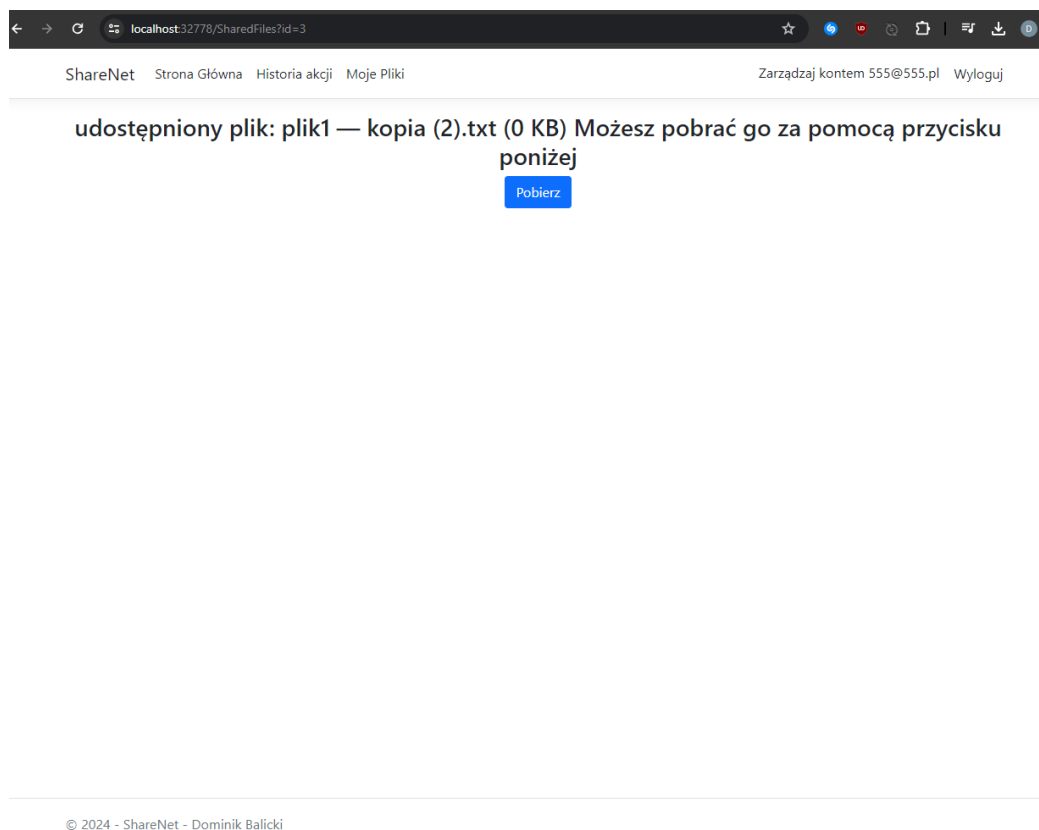 localhost:32778/SharedFiles?id=3
ShareNet Strona Główna Historia akcji Moje Pliki Zarządzaj kontem 555@555.pl Wyloguj
udostępniony plik: plik1 — kopia (2).txt (0 KB) Możesz pobrać go za pomocą przycisku
poniżej
Pobierz
© 2024 - ShareNet - Dominik Balicki